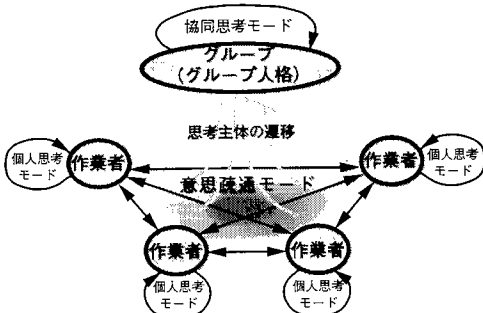 協同思考モード
グループ
(グループ人格)
思考主体の遷移
個人思考
モード
作業者
作業者
個人思考
モード
意思疎通モード
作業者
作業者
個人思考
モード
個人思考
モード